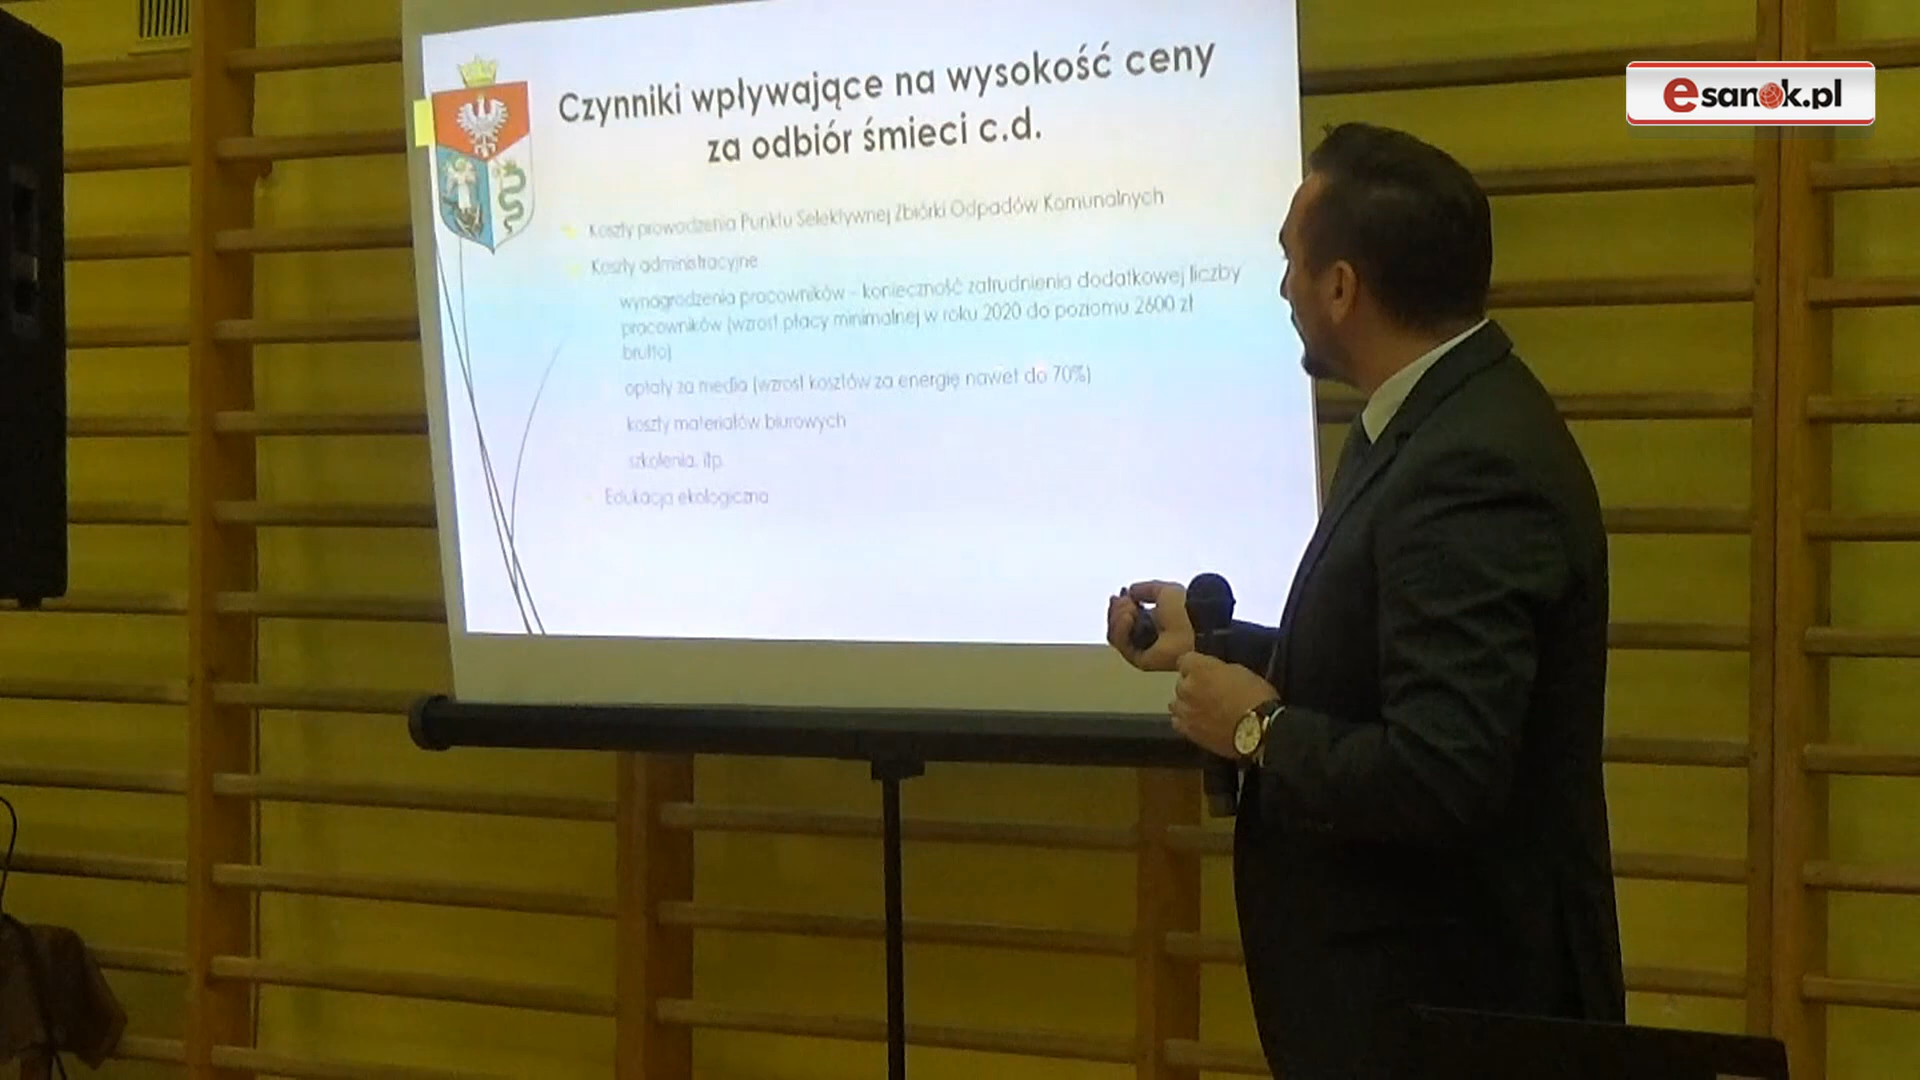 esanok.pl
Czynniki wpływające na wysokość ceny
za odbiór śmieci c.d.
Koszty prowadzenia Punktu Selektywnej Zbiórki Odpadów Komunalnych
Koszty administracyjne
wynagrodzenia pracowników - konieczność zatrudnienia dodatkowej liczby
pracowników (wzrost płacy minimalnej w roku 2020 do poziomu 2600 zł
brutto)
opłaty za media (wzrost kosztów za energię nawet do 70%)
koszty materiałów biurowych
szkolenia, itp.
Edukacja ekologiczna